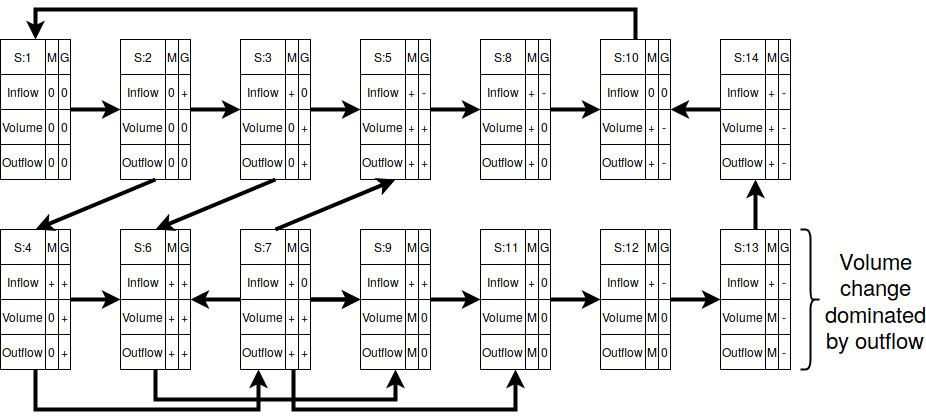 S:1 M G S:2 M G S:3 M G S:5 M G S:8 M G S:10 M G S:14 M G
Inflow 0 0 Inflow 0 + Inflow + 0 Inflow + - Inflow + - Inflow 0 0 Inflow + -
Volume 0 0 Volume 0 0 Volume 0 + Volume + + Volume + 0 Volume + - Volume + -
Outflow 0 0 Outflow 0 0 Outflow 0 + Outflow + + Outflow + 0 Outflow + - Outflow + -
S:4 M G S:6 M G S:7 M G S:9 M G S:11 M G S:12 M G S:13 M G
Inflow + + Inflow + + Inflow + 0 Inflow + + Inflow + 0 Inflow + - Inflow + -
Volume 0 + Volume + + Volume + + Volume M 0 Volume M 0 Volume M 0 Volume M -
Outflow 0 + Outflow + + Outflow + + Outflow M 0 Outflow M 0 Outflow M 0 Outflow M -
Volume
change
dominated
by outflow